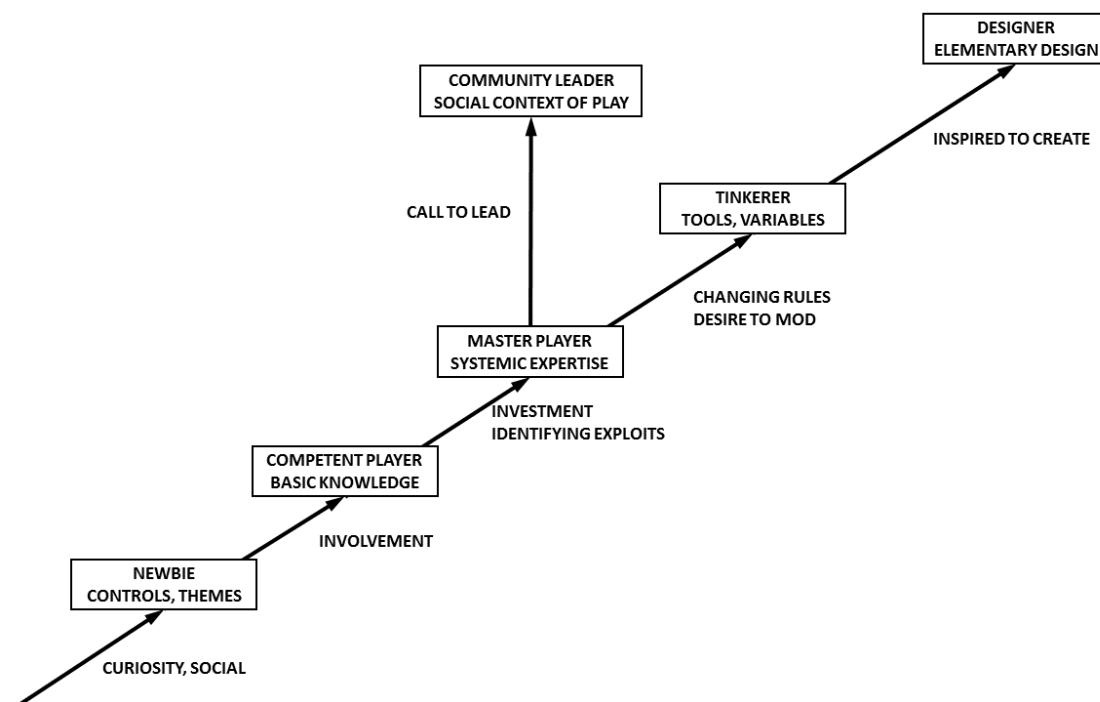 DESIGNER
ELEMENTARY DESIGN
COMMUNITY LEADER
SOCIAL CONTEXT OF PLAY
INSPIRED TO CREATE
TINKERER
TOOLS, VARIABLES
CALL TO LEAD
CHANGING RULES
DESIRE TO MOD
MASTER PLAYER
SYSTEMIC EXPERTISE
INVESTMENT
IDENTIFYING EXPLOITS
COMPETENT PLAYER
BASIC KNOWLEDGE
INVOLVEMENT
NEWBIE
CONTROLS, THEMES
CURIOSITY, SOCIAL